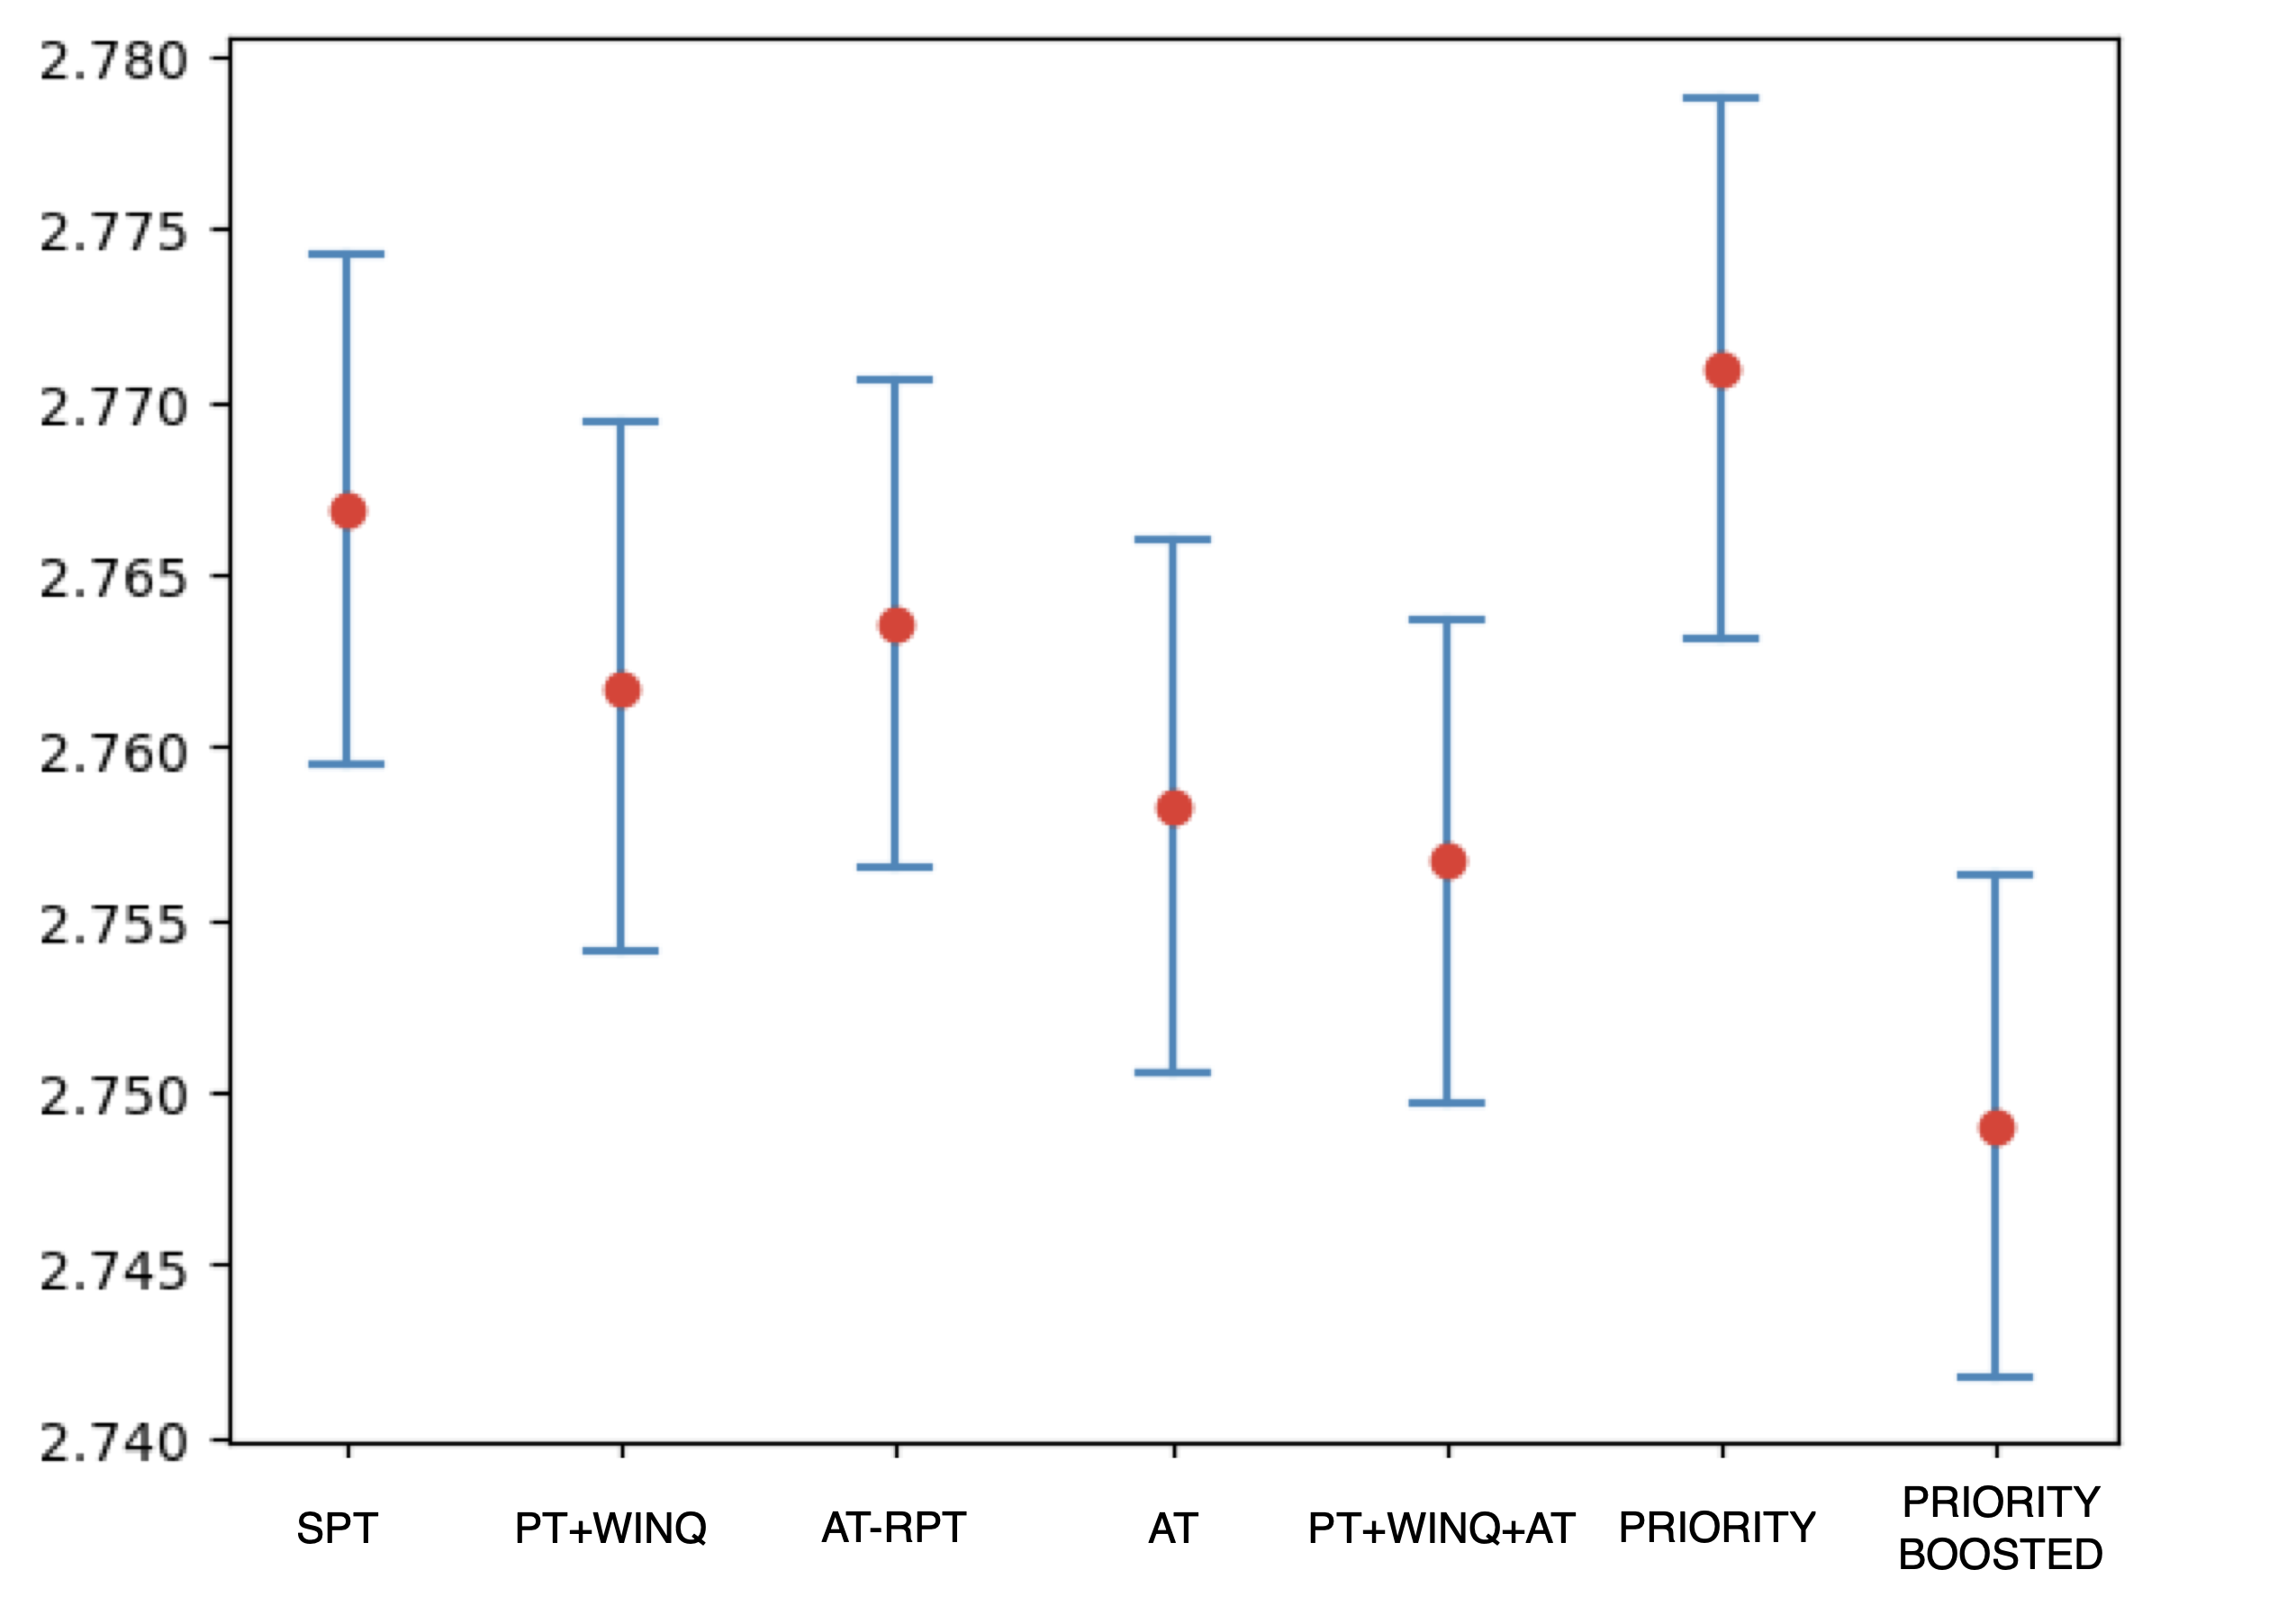 2.780
2.775
2.770
2.765
2.760
2.755
2.750
2.745
2.740
SPT
PT+WINQ
AT-RPT
AT
PT+WINQ+AT
PRIORITY
PRIORITY
BOOSTED